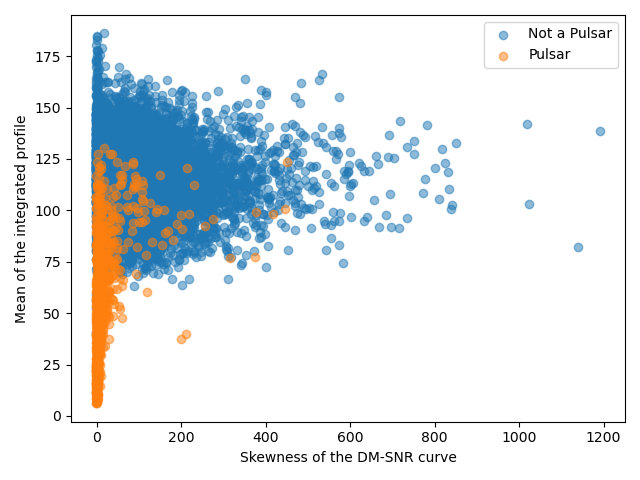 Not a Pulsar
Pulsar
175
150
125
100
75
50
25
0
Mean of the integrated profile
0 200 400 600 800 1000 1200
Skewness of the DM-SNR curve